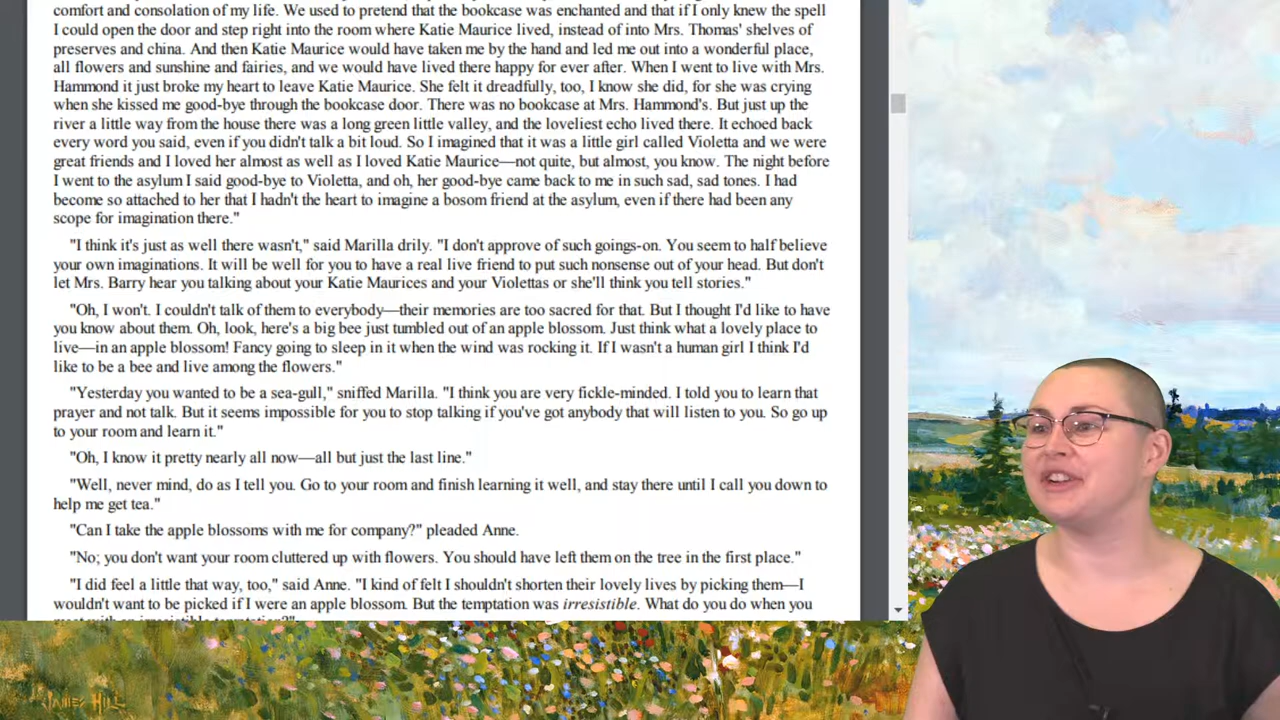 comfort and consolation of my life. We used to pretend that the bookcase was enchanted and that if I only knew the spell
I could open the door and step right into the room where Katie Maurice lived, instead of into Mrs. Thomas' shelves of
preserves and china. And then Katie Maurice would have taken me by the hand and led me out into a wonderful place,
all flowers and sunshine and fairies, and we would have lived there happy for ever after. When I went to live with Mrs.
Hammond it just broke my heart to leave Katie Maurice. She felt it dreadfully, too, I know she did, for she was crying
when she kissed me good-bye through the bookcase door. There was no bookcase at Mrs. Hammond's. But just up the
river a little way from the house there was a long green little valley, and the loveliest echo lived there. It echoed back
every word you said, even if you didn't talk a bit loud. So I imagined that it was a little girl called Violetta and we were
great friends and I loved her almost as well as I loved Katie Maurice—not quite, but almost, you know. The night before
I went to the asylum I said good-bye to Violetta, and oh, her good-bye came back to me in such sad, sad tones. I had
become so attached to her that I hadn't the heart to imagine a bosom friend at the asylum, even if there had been any
scope for imagination there."
"I think it's just as well there wasn't," said Marilla drily. "I don't approve of such goings-on. You seem to half believe
your own imaginations. It will be well for you to have a real live friend to put such nonsense out of your head. But don't
let Mrs. Barry hear you talking about your Katie Maurices and your Violettas or she'll think you tell stories."
"Oh, I won't. I couldn't talk of them to everybody—their memories are too sacred for that. But I thought I'd like to have
you know about them. Oh, look, here's a big bee just tumbled out of an apple blossom. Just think what a lovely place to
live—in an apple blossom! Fancy going to sleep in it when the wind was rocking it. If I wasn't a human girl I think I'd
like to be a bee and live among the flowers."
"Yesterday you wanted to be a sea-gull," sniffed Marilla. "I think you are very fickle-minded. I told you to learn that
prayer and not talk. But it seems impossible for you to stop talking if you've got anybody that will listen to you. So go up
to your room and learn it."
"Oh, I know it pretty nearly all now—all but just the last line."
"Well, never mind, do as I tell you. Go to your room and finish learning it well, and stay there until I call you down to
help me get tea."
"Can I take the apple blossoms with me for company?" pleaded Anne.
"No; you don't want your room cluttered up with flowers. You should have left them on the tree in the first place."
"I did feel a little that way, too," said Anne. "I kind of felt I shouldn't shorten their lovely lives by picking them—I
wouldn't want to be picked if I were an apple blossom. But the temptation was irresistible. What do you do when you
JAMES HILL